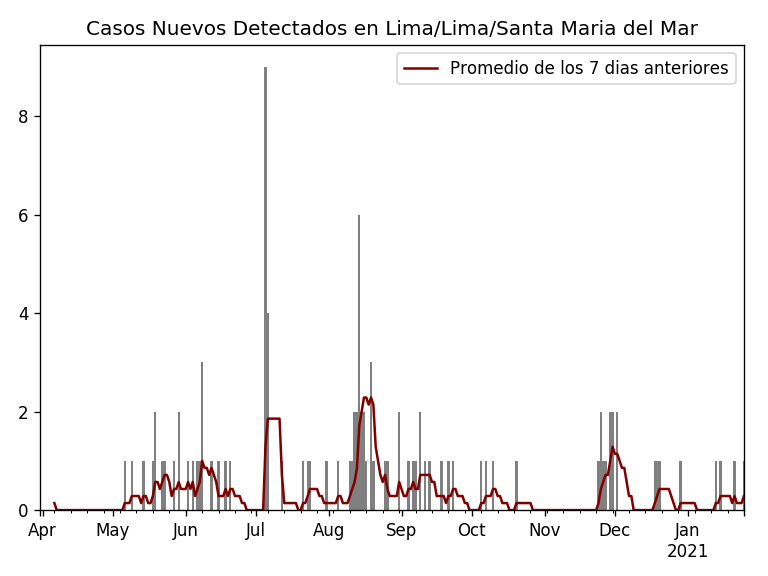 Casos Nuevos Detectados en Lima/Lima/Santa Maria del Mar
Promedio de los 7 dias anteriores
8
6
4
2
0
Apr May Jun Jul Aug Sep Oct Nov Dec Jan
2021